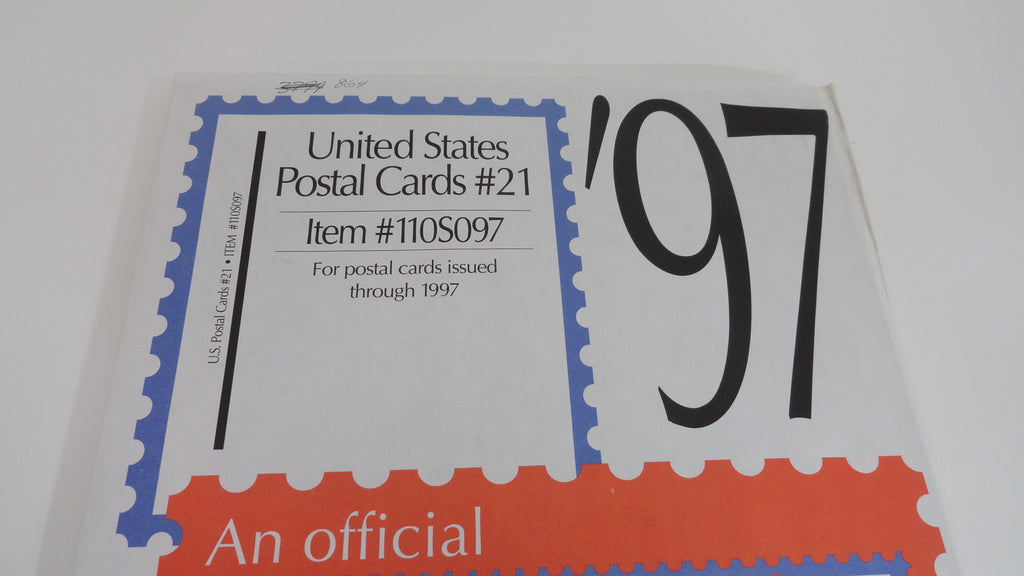 864
United States
Postal Cards #21
Item #110S097
For postal cards issued
through 1997
U.S. Postal Cards #21 • ITEM #110S097
'97
An official